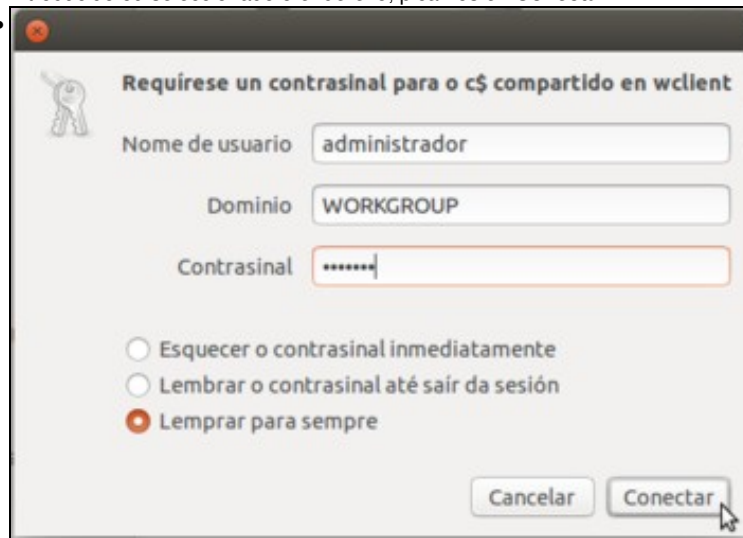 Requírese un contrasinal para o c$ compartido en wclient
Nome de usuario administrador
Dominio WORKGROUP
Contrasinal •••••••
Esquecer o contrasinal inmediatamente
Lembrar o contrasinal até saír da sesión
Lemprar para sempre
Cancelar Conectar